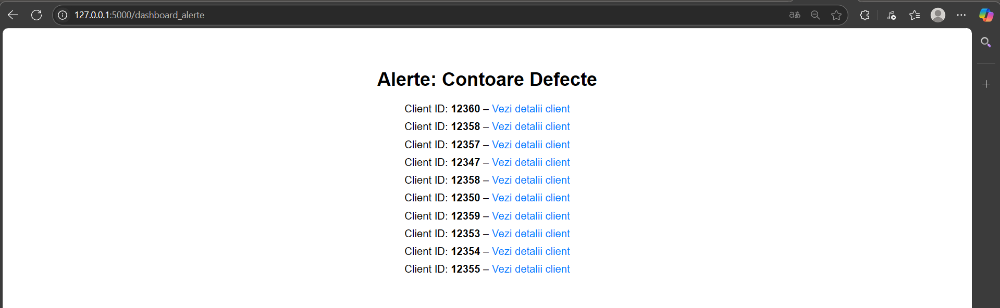 127.0.0.1:5000/dashboard_alerte
Alerte: Contoare Defecte
Client ID: 12360 – Vezi detalii client
Client ID: 12358 – Vezi detalii client
Client ID: 12357 – Vezi detalii client
Client ID: 12347 – Vezi detalii client
Client ID: 12358 – Vezi detalii client
Client ID: 12350 – Vezi detalii client
Client ID: 12359 – Vezi detalii client
Client ID: 12353 – Vezi detalii client
Client ID: 12354 – Vezi detalii client
Client ID: 12355 – Vezi detalii client